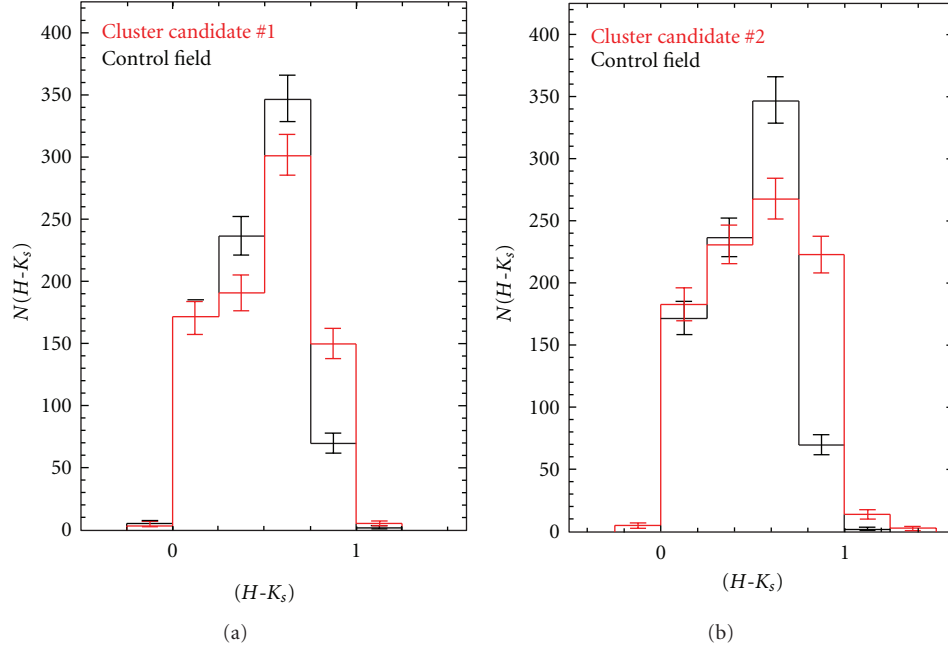 Cluster candidate #1
Control field
400
350
300
250
200
150
100
50
0
N(H-Ks)
0
1
(H-Ks)
(a)
Cluster candidate #2
Control field
400
350
300
250
200
150
100
50
0
N(H-Ks)
0
1
(H-Ks)
(b)